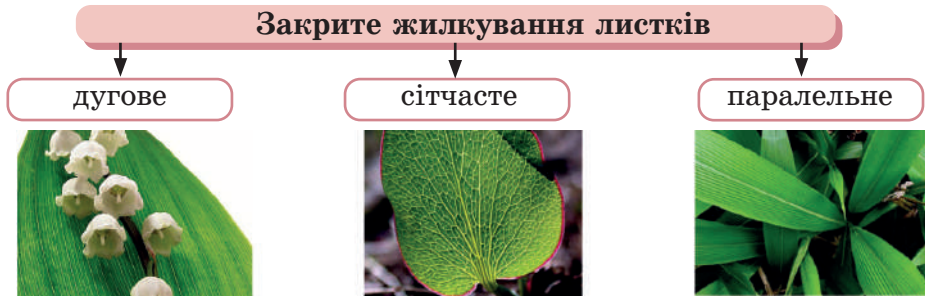 Закрите жилкування листків
дугове
сітчасте
паралельне